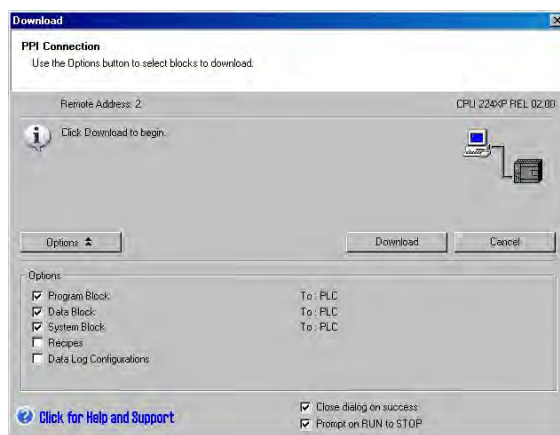 Download
PPI Connection
Use the Options button to select blocks to download.
Remote Address: 2 CPU 224XP REL 02.00
Click Download to begin.
Options Download Cancel
Options
Program Block To : PLC
Data Block To : PLC
System Block To : PLC
Recipes
Data Log Configurations
Click for Help and Support
Close dialog on success
Prompt on RUN to STOP